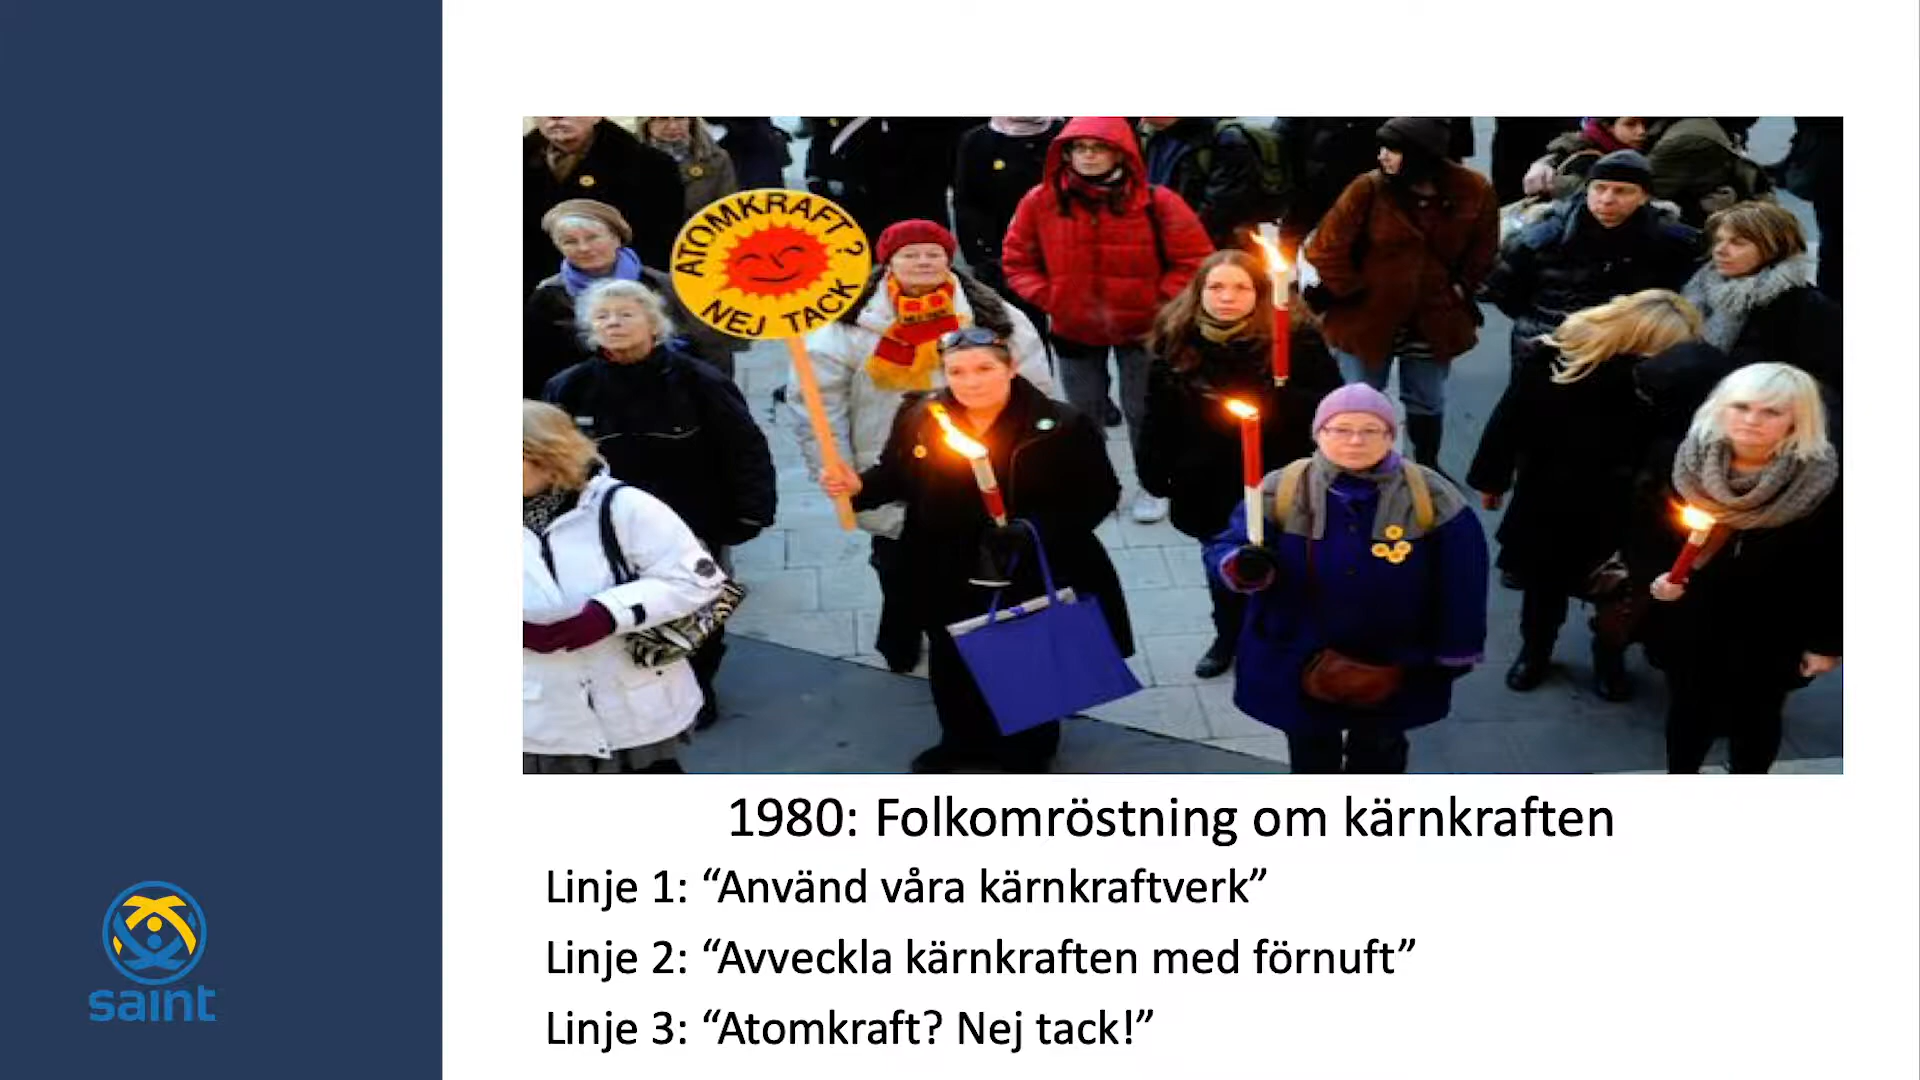 ATOMKRAFT?
NEJ TACK
1980: Folkomröstning om kärnkraften
Linje 1: “Använd våra kärnkraftverk”
Linje 2: “Avveckla kärnkraften med förnuft”
Linje 3: “Atomkraft? Nej tack!”
saint